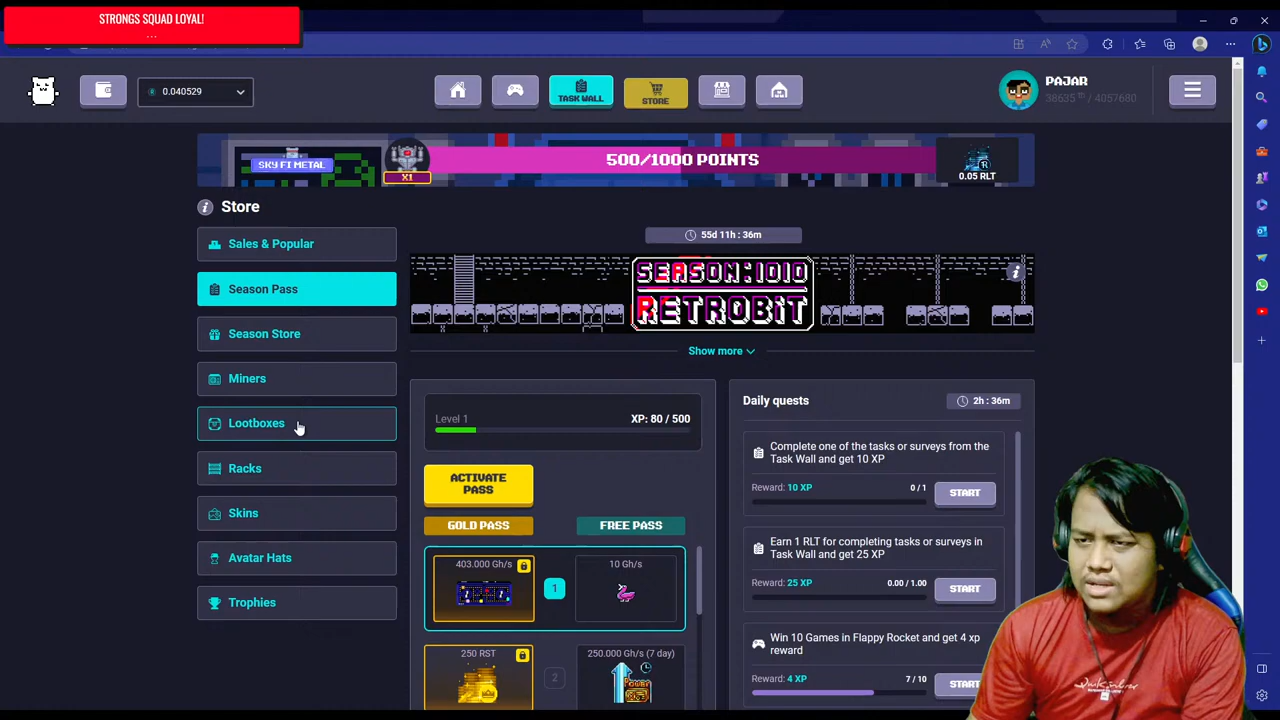 STRONGS SQUAD LOYAL!
...
0.040529
TASK WALL
STORE
PAJAR
38635 TH / 4057680
SKY FI METAL
X1
500/1000 POINTS
0.05 RLT
Store
55d 11h : 36m
Sales & Popular
Season Pass
Season Store
Miners
Lootboxes
Racks
Skins
Avatar Hats
Trophies
SEASON:1010
RETROBIT
Show more
Level 1
XP: 80 / 500
ACTIVATE
PASS
GOLD PASS
FREE PASS
403.000 Gh/s
1
10 Gh/s
250 RST
2
250.000 Gh/s (7 day)
Daily quests
2h : 36m
Complete one of the tasks or surveys from the
Task Wall and get 10 XP
Reward: 10 XP
0 / 1
START
Earn 1 RLT for completing tasks or surveys in
Task Wall and get 25 XP
Reward: 25 XP
0.00 / 1.00
START
Win 10 Games in Flappy Rocket and get 4 xp
reward
Reward: 4 XP
7 / 10
START